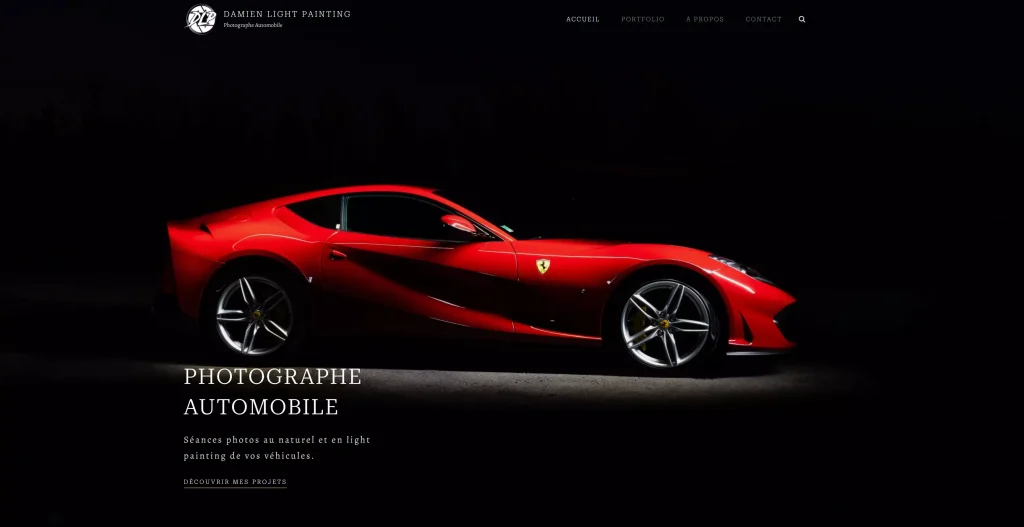 DLP
DAMIEN LIGHT PAINTING
Photographe Automobile
ACCUEIL PORTFOLIO À PROPOS CONTACT
PHOTOGRAPHE
AUTOMOBILE
Séances photos au naturel et en light
painting de vos véhicules.
DÉCOUVRIR MES PROJETS